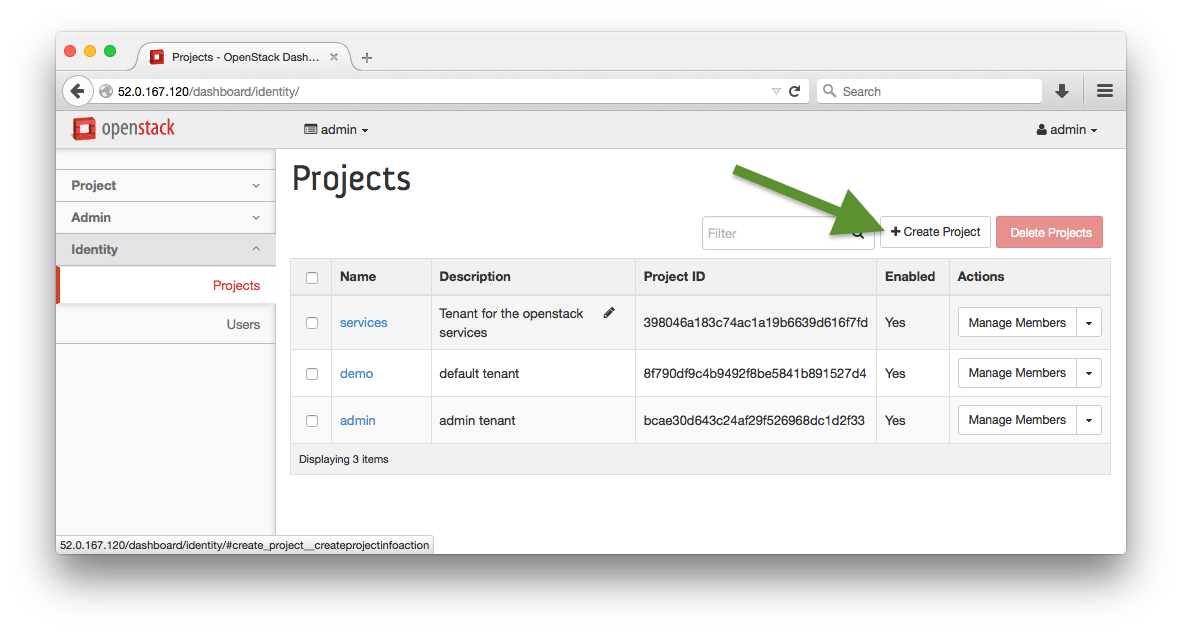 Projects - OpenStack Dash...
52.0.167.120/dashboard/identity/
Search
openstack
admin
admin
Project
Admin
Identity
Projects
Users
Projects
Filter
Create Project
Delete Projects
Name Description Project ID Enabled Actions
services Tenant for the openstack services 398046a183c74ac1a19b6639d616f7fd Yes Manage Members
demo default tenant 8f790df9c4b9492f8be5841b891527d4 Yes Manage Members
admin admin tenant bcae30d643c24af29f526968dc1d2f33 Yes Manage Members
Displaying 3 items
52.0.167.120/dashboard/identity/#create_project__createprojectinfoaction